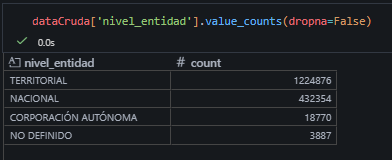 dataCruda['nivel_entidad'].value_counts(dropna=False)
0.0s
nivel_entidad # count
TERRITORIAL 1224876
NACIONAL 432354
CORPORACIÓN AUTÓNOMA 18770
NO DEFINIDO 3887